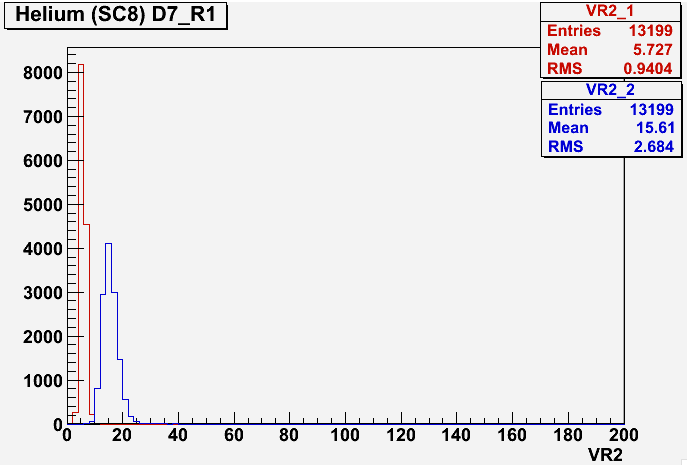 Helium (SC8) D7_R1
VR2_1
Entries 13199
Mean 5.727
RMS 0.9404
VR2_2
Entries 13199
Mean 15.61
RMS 2.684
8000
7000
6000
5000
4000
3000
2000
1000
0
0 20 40 60 80 100 120 140 160 180 200
VR2